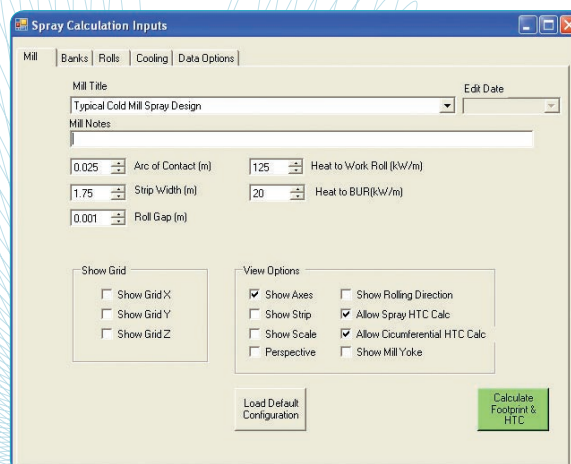 Spray Calculation Inputs
Mill Banks Rolls Cooling Data Options
Mill Title Edit Date
Typical Cold Mill Spray Design
Mill Notes
0.025 Arc of Contact (m) 125 Heat to Work Roll (kW/m)
1.75 Strip Width (m) 20 Heat to BUR(kW/m)
0.001 Roll Gap (m)
Show Grid View Options
Show Grid X Show Axes Show Rolling Direction
Show Grid Y Show Strip Allow Spray HTC Calc
Show Grid Z Show Scale Allow Cicumferential HTC Calc
Perspective Show Mill Yoke
Load Default
Configuration
Calculate
Footprint &
HTC